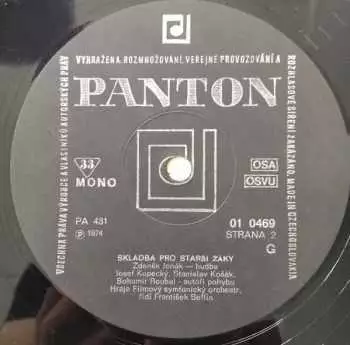 VŠECHNA PRÁVA VÝROBCE A VLASTNÍKŮ AUTORSKÝCH PRÁV
VYHRAŽENA. ROZMNOŽOVÁNÍ, VEŘEJNÉ PROVOZOVÁNÍ A
ROZHLASOVÉ ŠÍŘENÍ ZAKÁZÁNO. MADE IN CZECHOSLOVAKIA
PANTON
33
MONO
OSA
OSVU
PA 431
Ⓟ 1974
01 0469
STRANA 2
G
SKLADBA PRO STARŠÍ ŽÁKY
Zdeněk Jonák — hudba
Josef Kopecký, Stanislav Košák,
Bohumír Roubal - autoři pohybu
Hraje Filmový symfonický orchestr,
řídí František Belfín